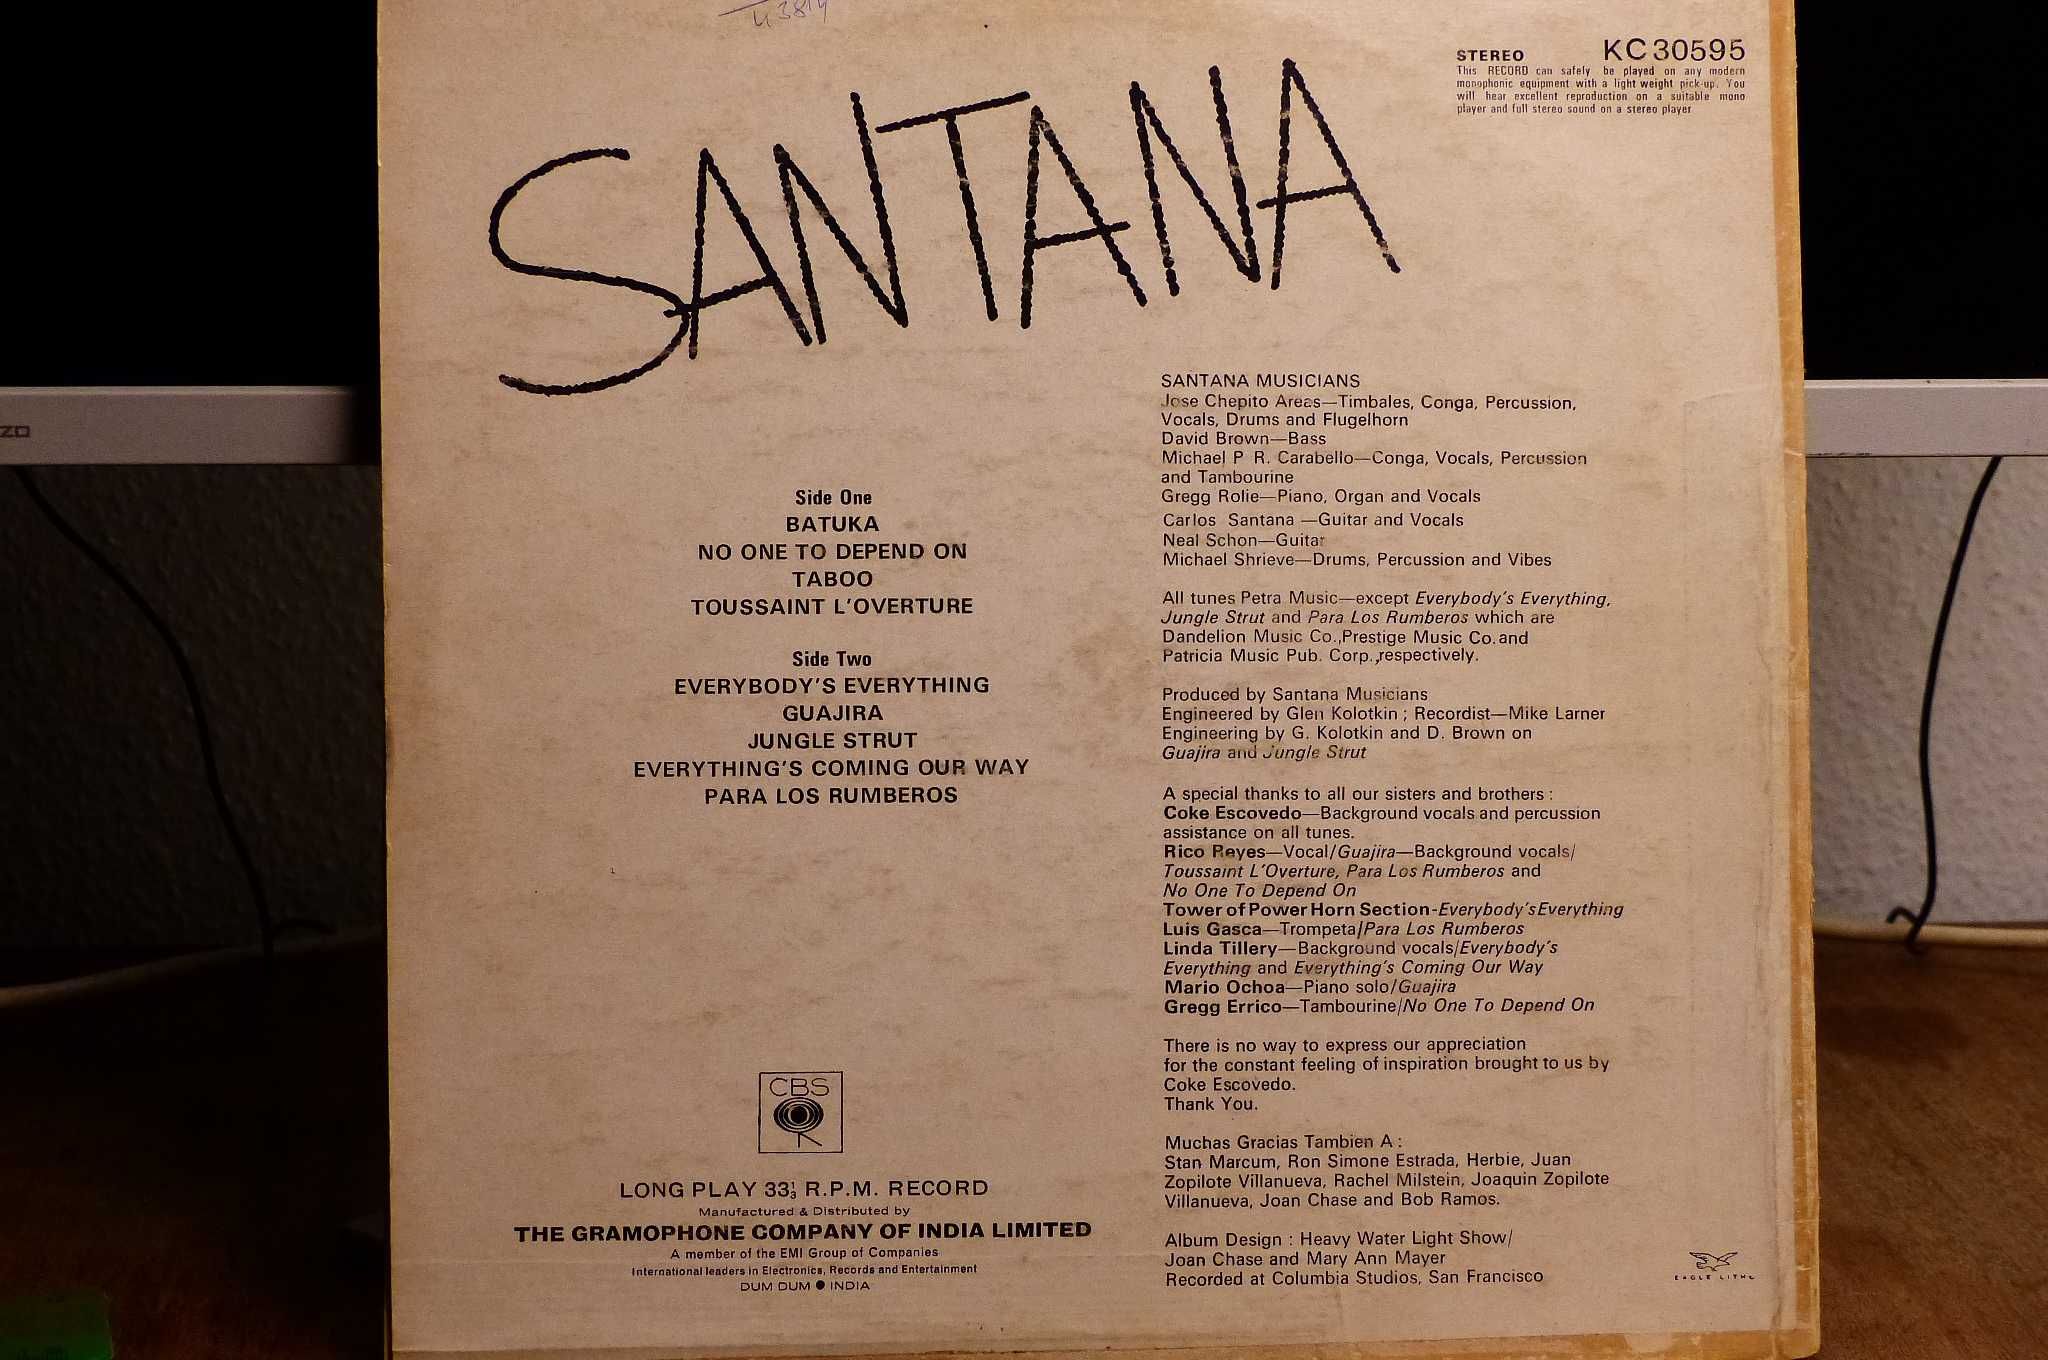 4384
SANTANA
STEREO KC 30595
This RECORD can safely be played on any modern
monophonic equipment with a light weight pick-up. You
will hear excellent reproduction on a suitable mono
player and full stereo sound on a stereo player
ZO
Side One
BATUKA
NO ONE TO DEPEND ON
TABOO
TOUSSAINT L'OVERTURE
Side Two
EVERYBODY'S EVERYTHING
GUAJIRA
JUNGLE STRUT
EVERYTHING'S COMING OUR WAY
PARA LOS RUMBEROS
CBS
LONG PLAY 33⅓ R.P.M. RECORD
Manufactured & Distributed by
THE GRAMOPHONE COMPANY OF INDIA LIMITED
A member of the EMI Group of Companies
International leaders in Electronics, Records and Entertainment
DUM DUM ● INDIA
SANTANA MUSICIANS
Jose Chepito Areas—Timbales, Conga, Percussion,
Vocals, Drums and Flugelhorn
David Brown—Bass
Michael P R. Carabello—Conga, Vocals, Percussion
and Tambourine
Gregg Rolie—Piano, Organ and Vocals
Carlos Santana —Guitar and Vocals
Neal Schon—Guitar
Michael Shrieve—Drums, Percussion and Vibes
All tunes Petra Music—except Everybody's Everything,
Jungle Strut and Para Los Rumberos which are
Dandelion Music Co.,Prestige Music Co. and
Patricia Music Pub. Corp.,respectively.
Produced by Santana Musicians
Engineered by Glen Kolotkin ; Recordist—Mike Larner
Engineering by G. Kolotkin and D. Brown on
Guajira and Jungle Strut
A special thanks to all our sisters and brothers :
Coke Escovedo—Background vocals and percussion
assistance on all tunes.
Rico Reyes—Vocal/Guajira—Background vocals/
Toussaint L'Overture, Para Los Rumberos and
No One To Depend On
Tower of Power Horn Section-Everybody's Everything
Luis Gasca—Trompeta/Para Los Rumberos
Linda Tillery—Background vocals/Everybody's
Everything and Everything's Coming Our Way
Mario Ochoa—Piano solo/Guajira
Gregg Errico—Tambourine/No One To Depend On
There is no way to express our appreciation
for the constant feeling of inspiration brought to us by
Coke Escovedo.
Thank You.
Muchas Gracias Tambien A :
Stan Marcum, Ron Simone Estrada, Herbie, Juan
Zopilote Villanueva, Rachel Milstein, Joaquin Zopilote
Villanueva, Joan Chase and Bob Ramos.
Album Design : Heavy Water Light Show/
Joan Chase and Mary Ann Mayer
Recorded at Columbia Studios, San Francisco
EAGLE LITHO